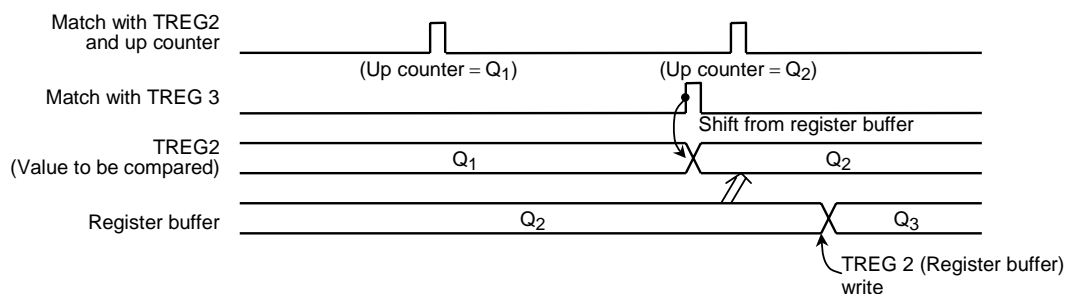 Match with TREG2
and up counter
(Up counter = Q1)
(Up counter = Q2)
Match with TREG 3
Shift from register buffer
TREG2
(Value to be compared)
Q1
Q2
Register buffer
Q2
Q3
TREG 2 (Register buffer)
write